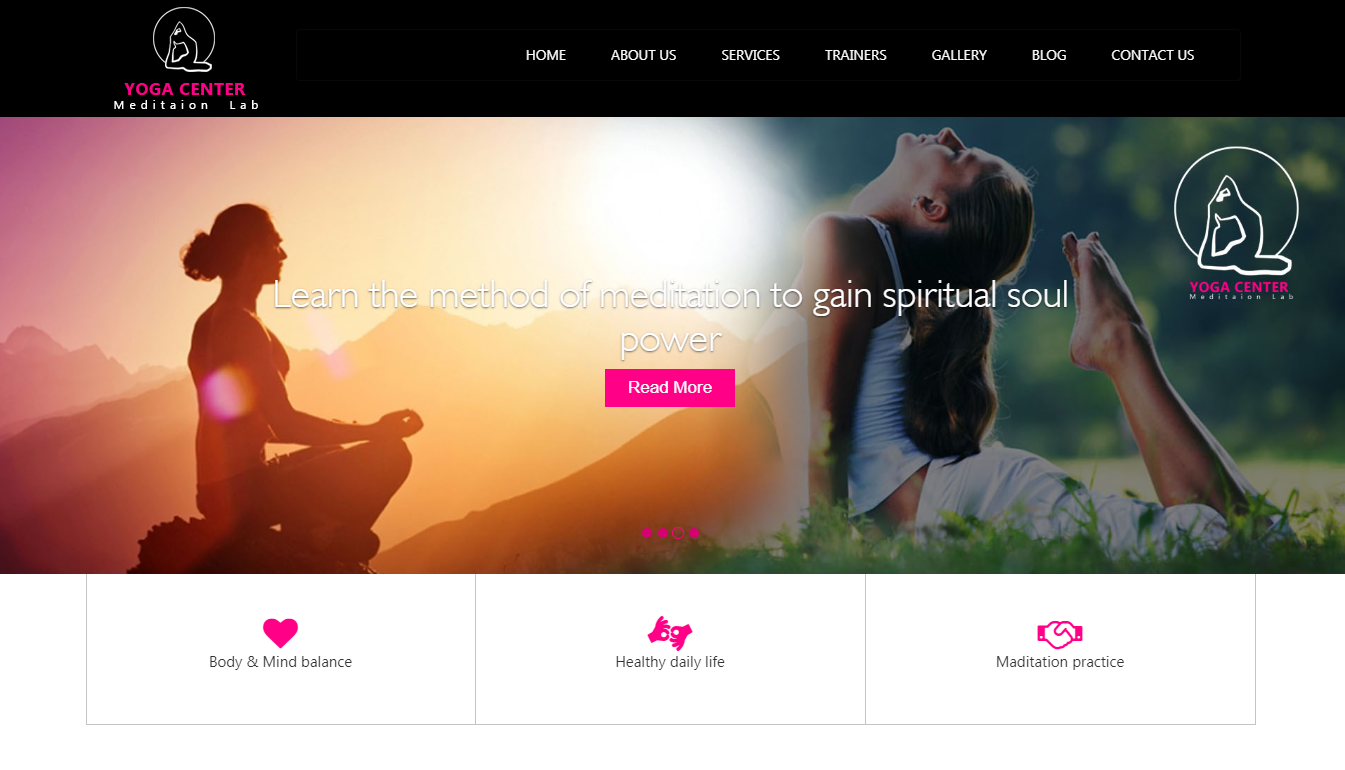 YOGA CENTER
Meditaion Lab
HOME
ABOUT US
SERVICES
TRAINERS
GALLERY
BLOG
CONTACT US
YOGA CENTER
Meditaion Lab
Learn the method of meditation to gain spiritual soul
power
Read More
Body & Mind balance
Healthy daily life
Maditation practice